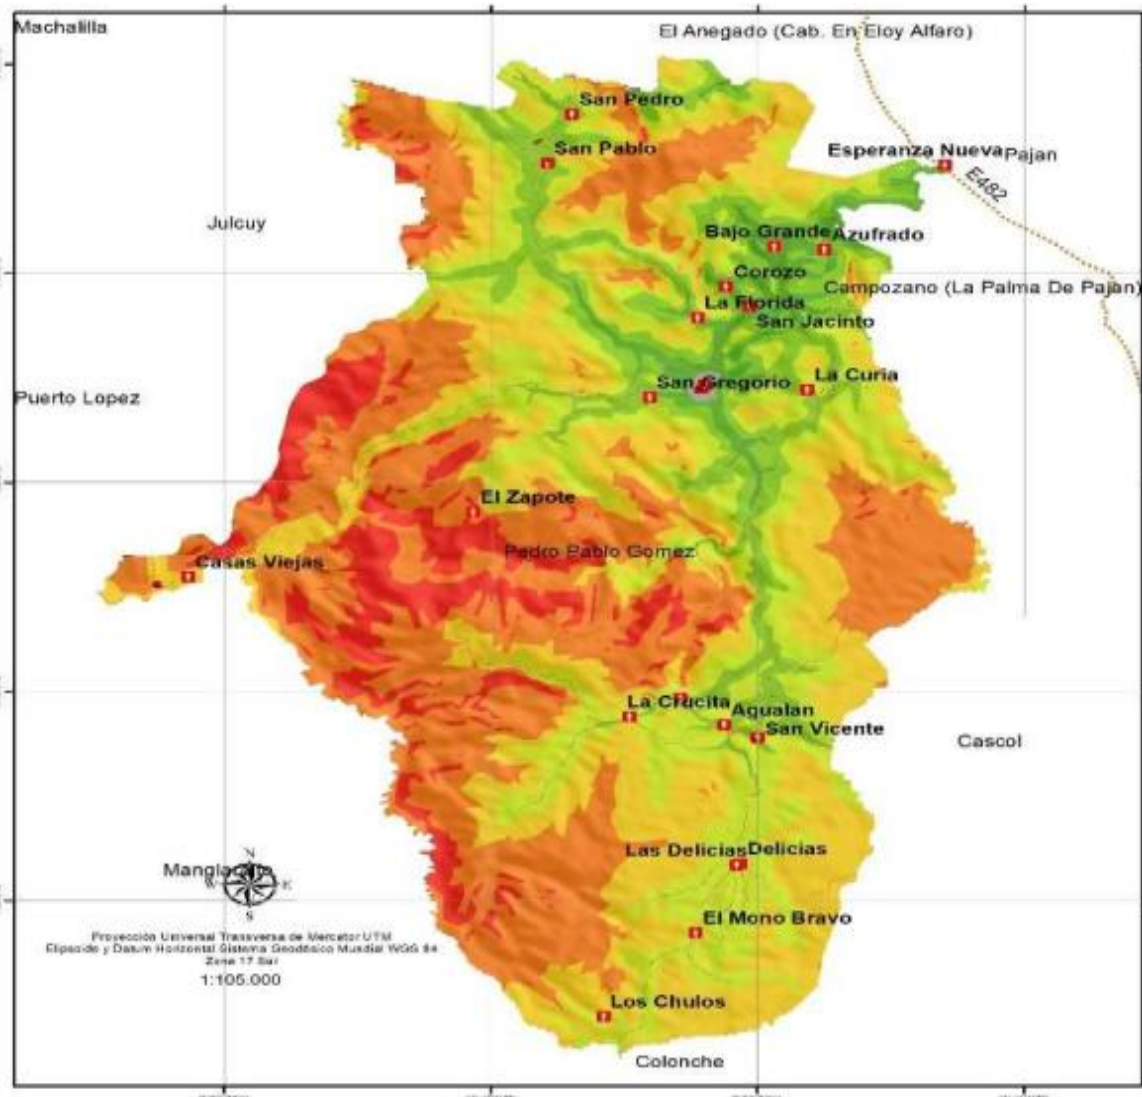 Machalilla
El Anegado (Cab. En Eloy Alfaro)
San Pedro
San Pablo
Esperanza Nueva
Pajan
E482
Julcuy
Bajo Grande
Azufrado
Corozo
Campozano (La Palma De Pajan)
La Florida
San Jacinto
Puerto Lopez
San Gregorio
La Curia
El Zapote
Pedro Pablo Gomez
Casas Viejas
La Crucita
Agualan
San Vicente
Cascol
Las Delicias
Delicias
N
W
E
S
El Mono Bravo
Proyección Universal Transversa de Mercator UTM
Elipsoide y Datum Horizontal Sistema Geodésico Mundial WGS 84
Zona 17 Sur
1:105.000
Los Chulos
Colonche